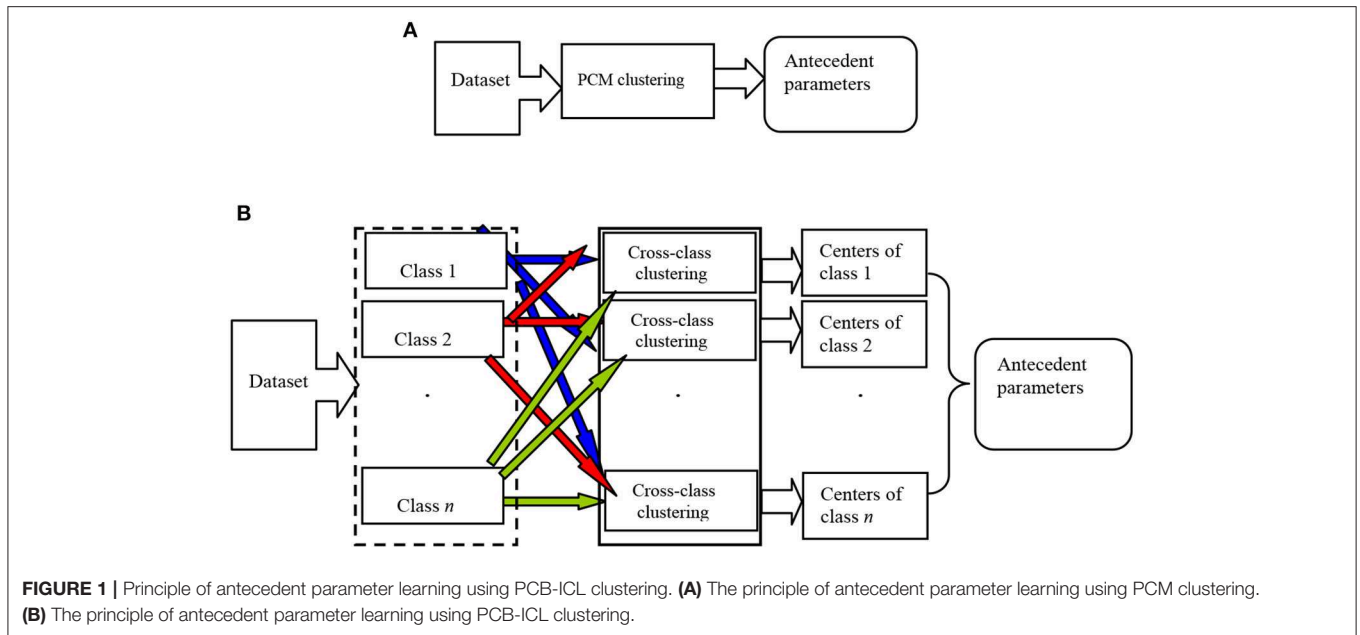 A
Dataset
PCM clustering
Antecedent
parameters
B
Dataset
Class 1
Class 2
.
Class n
Cross-class
clustering
Cross-class
clustering
.
Cross-class
clustering
Centers of
class 1
Centers of
class 2
.
Centers of
class n
Antecedent
parameters
FIGURE 1 | Principle of antecedent parameter learning using PCB-ICL clustering. (A) The principle of antecedent parameter learning using PCM clustering.
(B) The principle of antecedent parameter learning using PCB-ICL clustering.